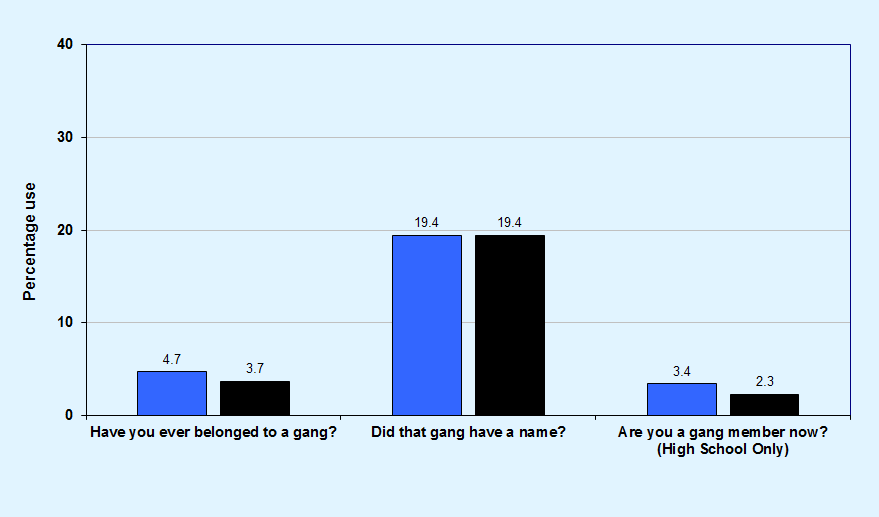 40
30
20
10
0
Percentage use
4.7
3.7
19.4
19.4
3.4
2.3
Have you ever belonged to a gang?
Did that gang have a name?
Are you a gang member now?
(High School Only)